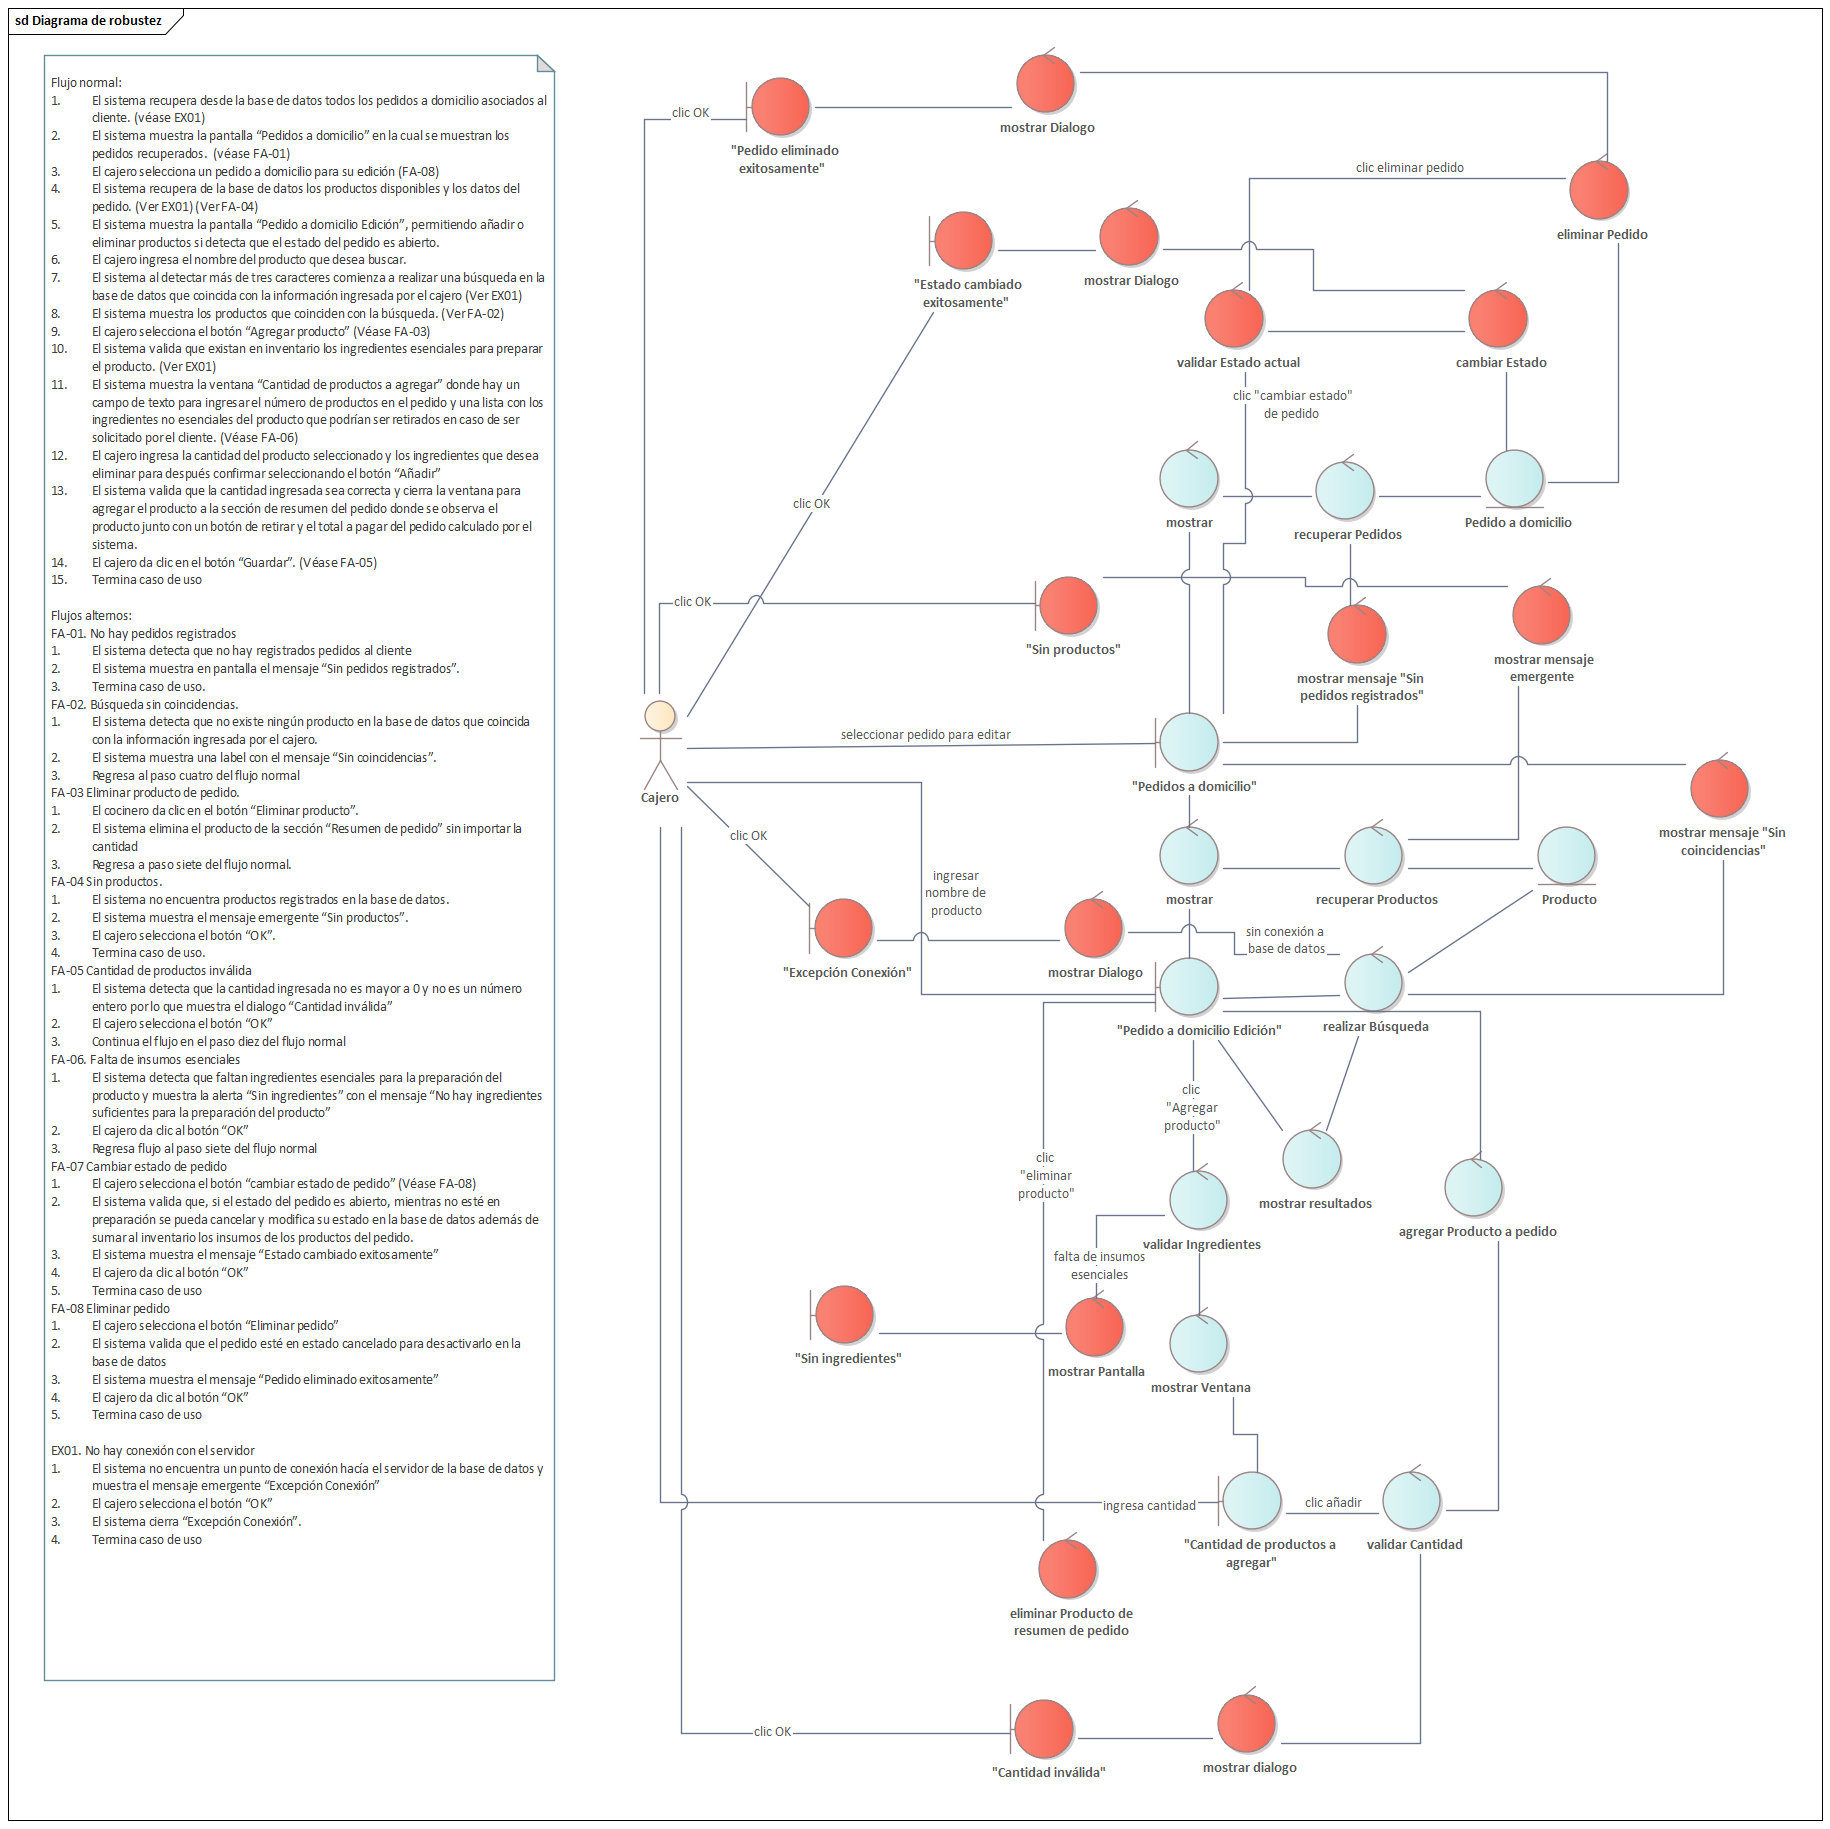 sd Diagrama de robustez
Flujo normal:
1. El sistema recupera desde la base de datos todos los pedidos a domicilio asociados al
cliente. (véase EX01)
2. El sistema muestra la pantalla “Pedidos a domicilio” en la cual se muestran los
pedidos recuperados. (véase FA-01)
3. El cajero selecciona un pedido a domicilio para su edición (FA-08)
4. El sistema recupera de la base de datos los productos disponibles y los datos del
pedido. (Ver EX01) (Ver FA-04)
5. El sistema muestra la pantalla “Pedido a domicilio Edición”, permitiendo añadir o
eliminar productos si detecta que el estado del pedido es abierto.
6. El cajero ingresa el nombre del producto que desea buscar.
7. El sistema al detectar más de tres caracteres comienza a realizar una búsqueda en la
base de datos que coincida con la información ingresada por el cajero (Ver EX01)
8. El sistema muestra los productos que coinciden con la búsqueda. (Ver FA-02)
9. El cajero selecciona el botón “Agregar producto” (Véase FA-03)
10. El sistema valida que existan en inventario los ingredientes esenciales para preparar
el producto. (Ver EX01)
11. El sistema muestra la ventana “Cantidad de productos a agregar” donde hay un
campo de texto para ingresar el número de productos en el pedido y una lista con los
ingredientes no esenciales del producto que podrían ser retirados en caso de ser
solicitado por el cliente. (Véase FA-06)
12. El cajero ingresa la cantidad del producto seleccionado y los ingredientes que desea
eliminar para después confirmar seleccionando el botón “Añadir”
13. El sistema valida que la cantidad ingresada sea correcta y cierra la ventana para
agregar el producto a la sección de resumen del pedido donde se observa el
producto junto con un botón de retirar y el total a pagar del pedido calculado por el
sistema.
14. El cajero da clic en el botón “Guardar”. (Véase FA-05)
15. Termina caso de uso
Flujos alternos:
FA-01. No hay pedidos registrados
1. El sistema detecta que no hay registrados pedidos al cliente
2. El sistema muestra en pantalla el mensaje “Sin pedidos registrados”.
3. Termina caso de uso.
FA-02. Búsqueda sin coincidencias.
1. El sistema detecta que no existe ningún producto en la base de datos que coincida
con la información ingresada por el cajero.
2. El sistema muestra una label con el mensaje “Sin coincidencias”.
3. Regresa al paso cuatro del flujo normal
FA-03 Eliminar producto de pedido.
1. El cocinero da clic en el botón “Eliminar producto”.
2. El sistema elimina el producto de la sección “Resumen de pedido” sin importar la
cantidad
3. Regresa a paso siete del flujo normal.
FA-04 Sin productos.
1. El sistema no encuentra productos registrados en la base de datos.
2. El sistema muestra el mensaje emergente “Sin productos”.
3. El cajero selecciona el botón “OK”.
4. Termina caso de uso.
FA-05 Cantidad de productos inválida
1. El sistema detecta que la cantidad ingresada no es mayor a 0 y no es un número
entero por lo que muestra el dialogo “Cantidad inválida”
2. El cajero selecciona el botón “OK”
3. Continua el flujo en el paso diez del flujo normal
FA-06. Falta de insumos esenciales
1. El sistema detecta que faltan ingredientes esenciales para la preparación del
producto y muestra la alerta “Sin ingredientes” con el mensaje “No hay ingredientes
suficientes para la preparación del producto”
2. El cajero da clic al botón “OK”
3. Regresa flujo al paso siete del flujo normal
FA-07 Cambiar estado de pedido
1. El cajero selecciona el botón “cambiar estado de pedido” (Véase FA-08)
2. El sistema valida que, si el estado del pedido es abierto, mientras no esté en
preparación se pueda cancelar y modifica su estado en la base de datos además de
sumar al inventario los insumos de los productos del pedido.
3. El sistema muestra el mensaje “Estado cambiado exitosamente”
4. El cajero da clic al botón “OK”
5. Termina caso de uso
FA-08 Eliminar pedido
1. El cajero selecciona el botón “Eliminar pedido”
2. El sistema valida que el pedido esté en estado cancelado para desactivarlo en la
base de datos
3. El sistema muestra el mensaje “Pedido eliminado exitosamente”
4. El cajero da clic al botón “OK”
5. Termina caso de uso
EX01. No hay conexión con el servidor
1. El sistema no encuentra un punto de conexión hacía el servidor de la base de datos y
muestra el mensaje emergente “Excepción Conexión”
2. El cajero selecciona el botón “OK”
3. El sistema cierra “Excepción Conexión”.
4. Termina caso de uso
clic OK
"Pedido eliminado
exitosamente"
mostrar Dialogo
clic eliminar pedido
eliminar Pedido
"Estado cambiado
exitosamente"
mostrar Dialogo
validar Estado actual
cambiar Estado
clic "cambiar estado"
de pedido
clic OK
mostrar
recuperar Pedidos
Pedido a domicilio
clic OK
"Sin productos"
mostrar mensaje "Sin
pedidos registrados"
mostrar mensaje
emergente
Cajero
seleccionar pedido para editar
"Pedidos a domicilio"
mostrar mensaje "Sin
coincidencias"
clic OK
ingresar
nombre de
producto
mostrar
recuperar Productos
Producto
"Excepción Conexión"
mostrar Dialogo
sin conexión a
base de datos
"Pedido a domicilio Edición"
realizar Búsqueda
clic
"Agregar
producto"
clic
"eliminar
producto"
mostrar resultados
agregar Producto a pedido
validar Ingredientes
falta de insumos
esenciales
"Sin ingredientes"
mostrar Pantalla
mostrar Ventana
ingresa cantidad
clic añadir
"Cantidad de productos a
agregar"
validar Cantidad
eliminar Producto de
resumen de pedido
clic OK
"Cantidad inválida"
mostrar dialogo